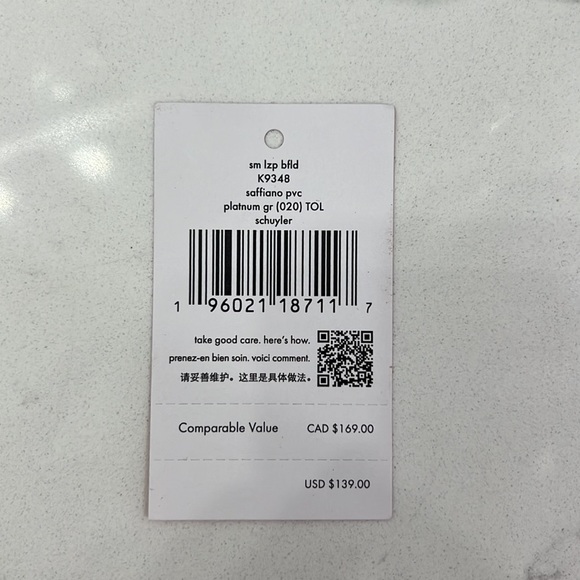 sm lzp bfld
K9348
saffiano pvc
platnum gr (020) TOL
schuyler
1 96021 18711 7
take good care. here's how.
prenez-en bien soin. voici comment.
请妥善维护。这里是具体做法。
Comparable Value CAD $169.00
USD $139.00